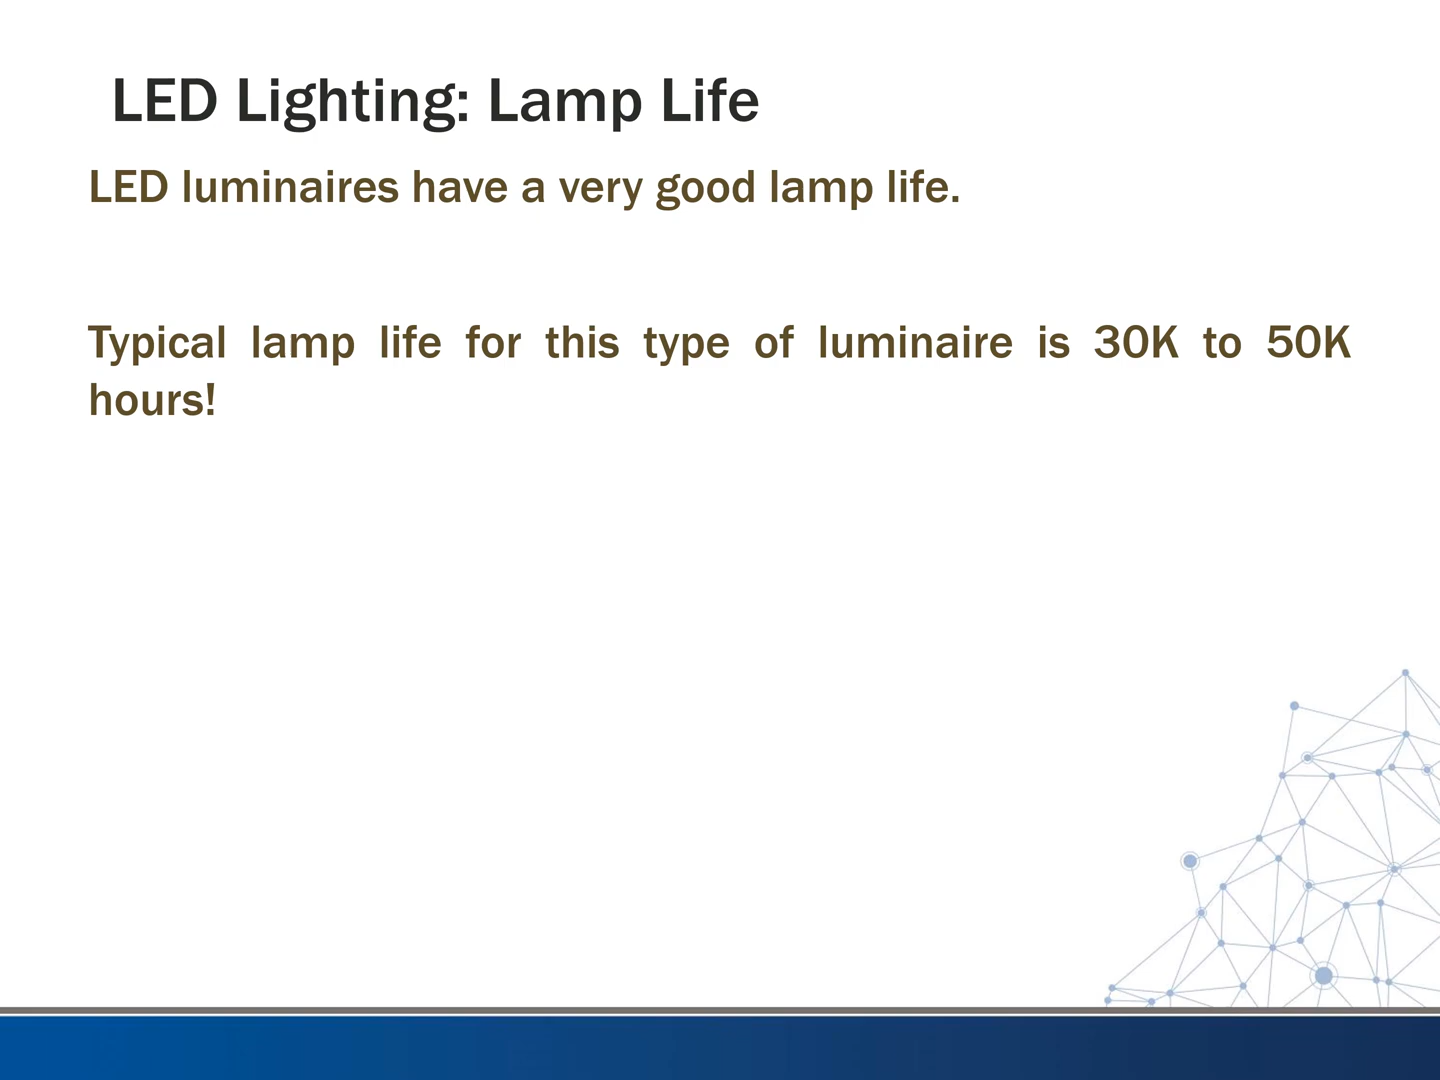 LED Lighting: Lamp Life
LED luminaires have a very good lamp life.
Typical lamp life for this type of luminaire is 30K to 50K
hours!